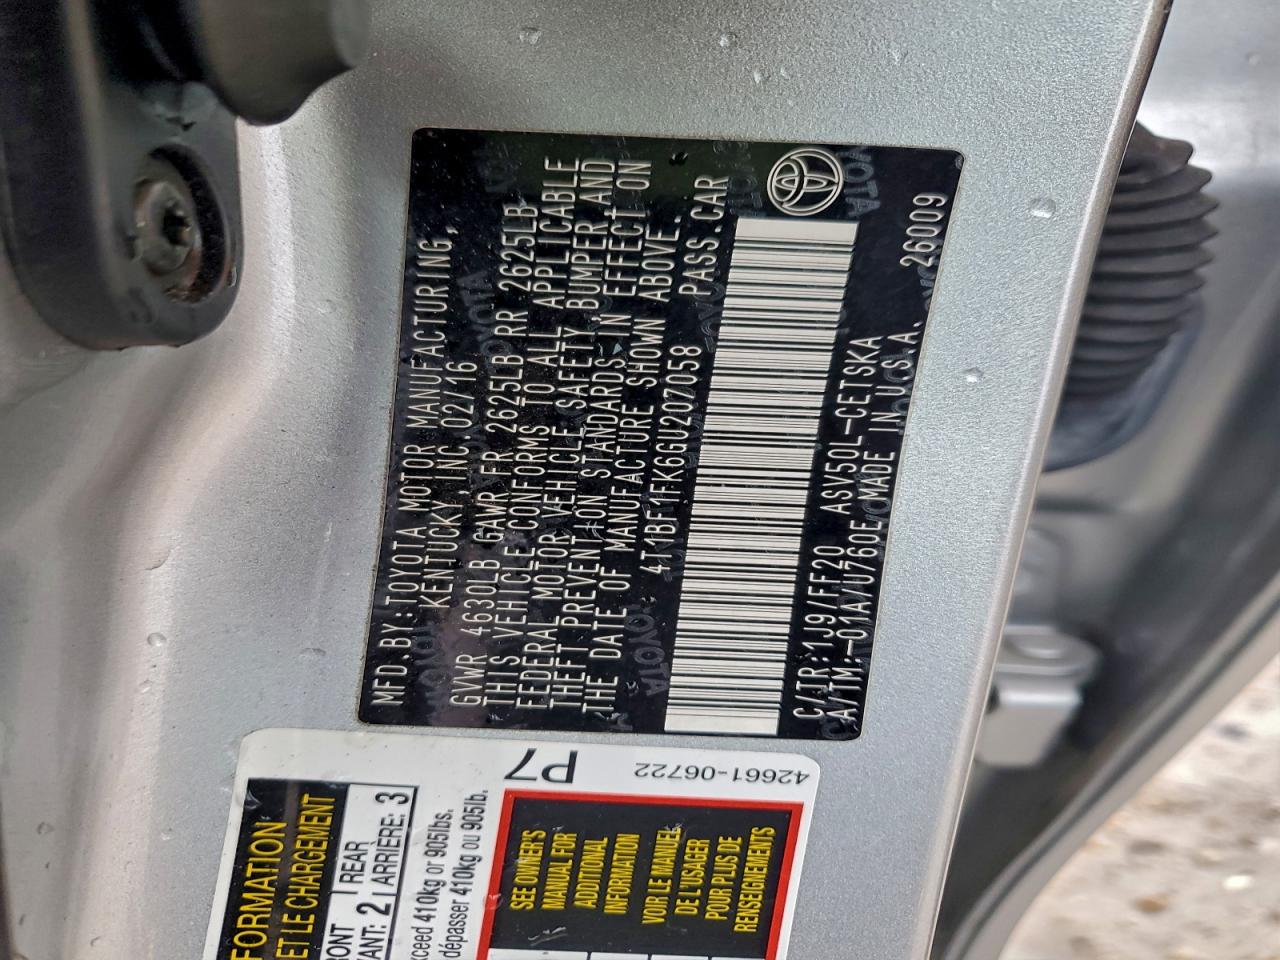 MFD. BY: TOYOTA MOTOR MANUFACTURING,
KENTUCKY, INC. 02/16
GVWR 4630LB GAWR FR 2625LB RR 2625LB
THIS VEHICLE CONFORMS TO ALL APPLICABLE
FEDERAL MOTOR VEHICLE SAFETY, BUMPER AND
THEFT PREVENTION STANDARDS IN EFFECT ON
THE DATE OF MANUFACTURE SHOWN ABOVE.
4T1BF1FK6GU207058 PASS.CAR
C/TR:1J9/FF20 ASV50L-CETSKA
A/TM:-01A/U760E MADE IN U.S.A. 26009
P7
42661-06722
FORMATION
ET LE CHARGEMENT
RONT 2 REAR 3
VANT: ARRIÈRE:
xceed 410kg or 905lbs.
dépasser 410kg ou 905lb.
SEE OWNER'S
MANUAL FOR
ADDITIONAL
INFORMATION
VOIR LE MANUEL
DE L'USAGER
POUR PLUS DE
RENSEIGNEMENTS